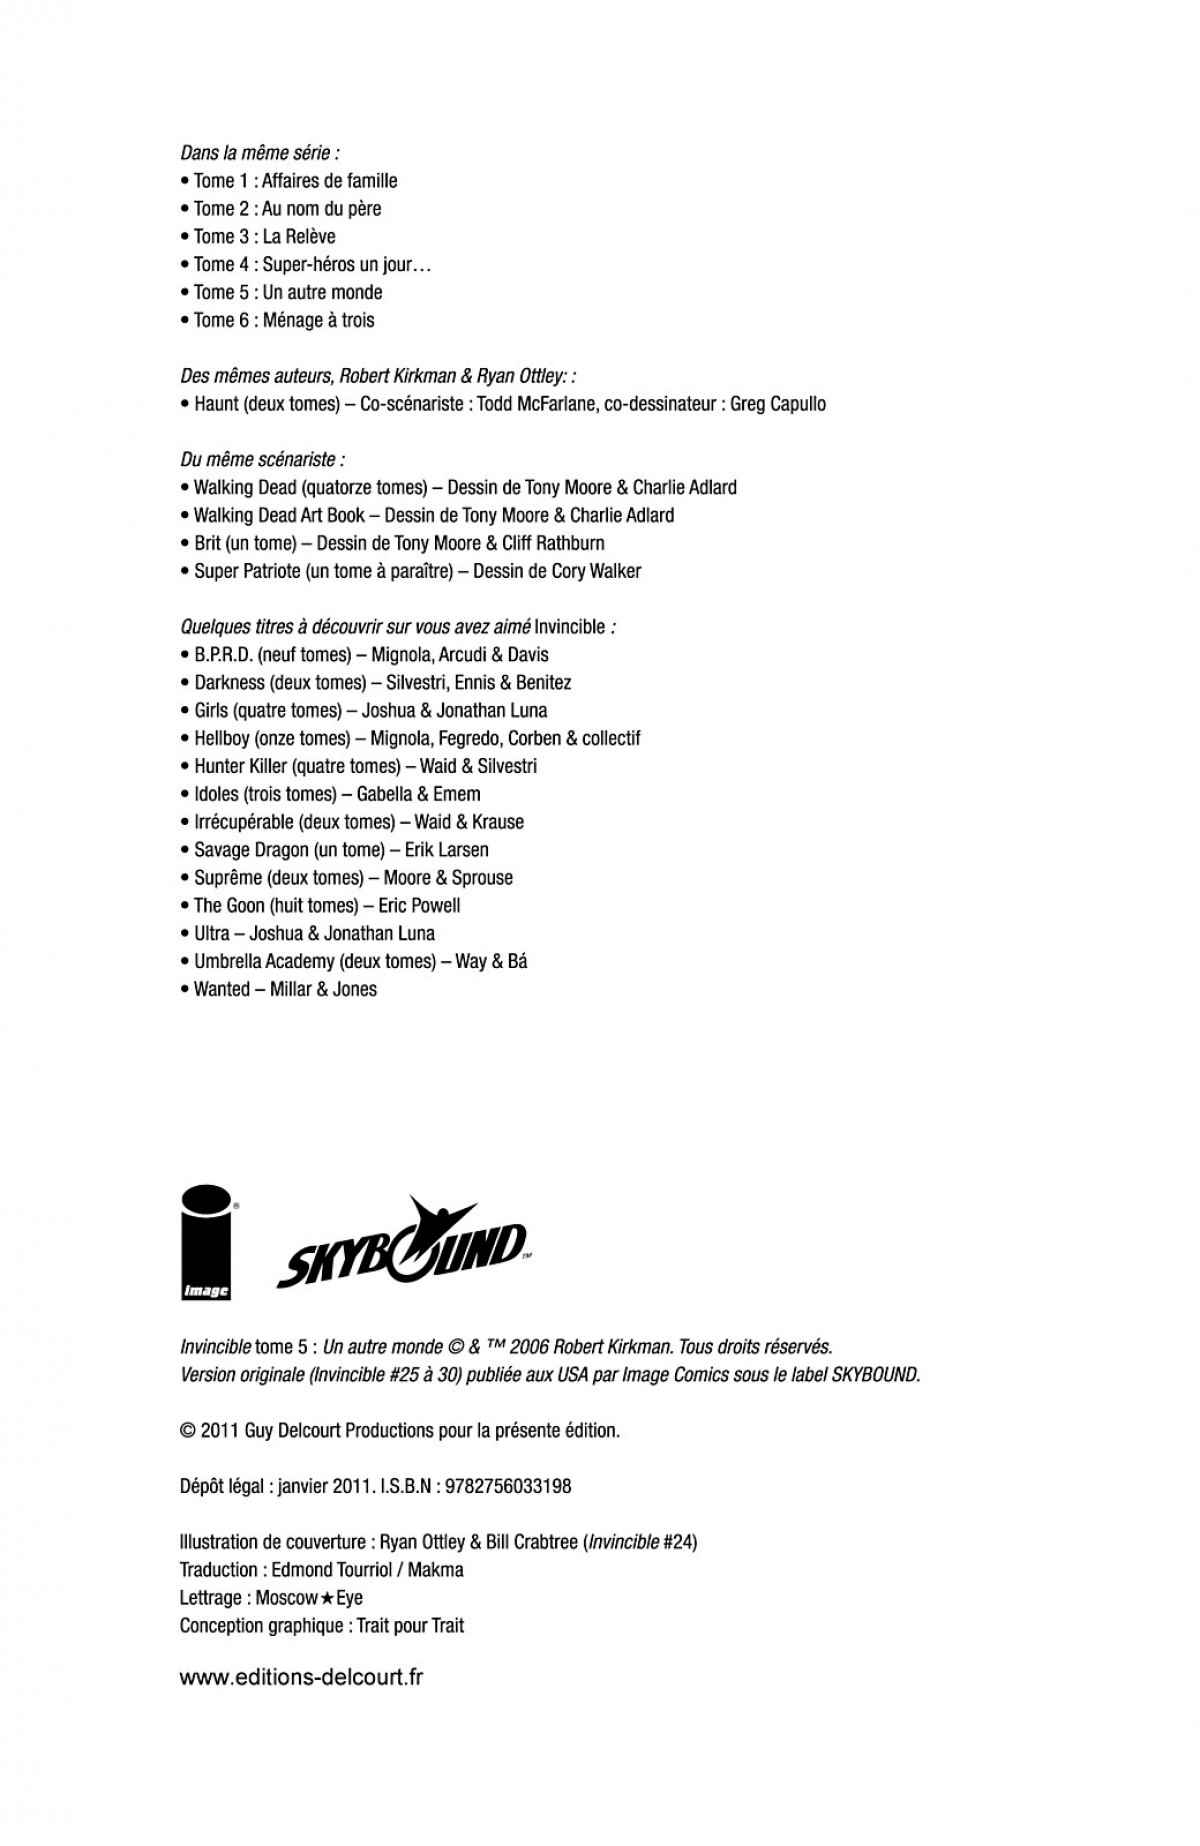 Dans la même série :
• Tome 1 : Affaires de famille
• Tome 2 : Au nom du père
• Tome 3 : La Relève
• Tome 4 : Super-héros un jour…
• Tome 5 : Un autre monde
• Tome 6 : Ménage à trois
Des mêmes auteurs, Robert Kirkman & Ryan Ottley: :
• Haunt (deux tomes) – Co-scénariste : Todd McFarlane, co-dessinateur : Greg Capullo
Du même scénariste :
• Walking Dead (quatorze tomes) – Dessin de Tony Moore & Charlie Adlard
• Walking Dead Art Book – Dessin de Tony Moore & Charlie Adlard
• Brit (un tome) – Dessin de Tony Moore & Cliff Rathburn
• Super Patriote (un tome à paraître) – Dessin de Cory Walker
Quelques titres à découvrir sur vous avez aimé Invincible :
• B.P.R.D. (neuf tomes) – Mignola, Arcudi & Davis
• Darkness (deux tomes) – Silvestri, Ennis & Benitez
• Girls (quatre tomes) – Joshua & Jonathan Luna
• Hellboy (onze tomes) – Mignola, Fegredo, Corben & collectif
• Hunter Killer (quatre tomes) – Waid & Silvestri
• Idoles (trois tomes) – Gabella & Emem
• Irrécupérable (deux tomes) – Waid & Krause
• Savage Dragon (un tome) – Erik Larsen
• Suprême (deux tomes) – Moore & Sprouse
• The Goon (huit tomes) – Eric Powell
• Ultra – Joshua & Jonathan Luna
• Umbrella Academy (deux tomes) – Way & Bá
• Wanted – Millar & Jones
image ®
SKYBOUND™
Invincible tome 5 : Un autre monde © & ™ 2006 Robert Kirkman. Tous droits réservés.
Version originale (Invincible #25 à 30) publiée aux USA par Image Comics sous le label SKYBOUND.
© 2011 Guy Delcourt Productions pour la présente édition.
Dépôt légal : janvier 2011. I.S.B.N : 9782756033198
Illustration de couverture : Ryan Ottley & Bill Crabtree (Invincible #24)
Traduction : Edmond Tourriol / Makma
Lettrage : Moscow★Eye
Conception graphique : Trait pour Trait
www.editions-delcourt.fr